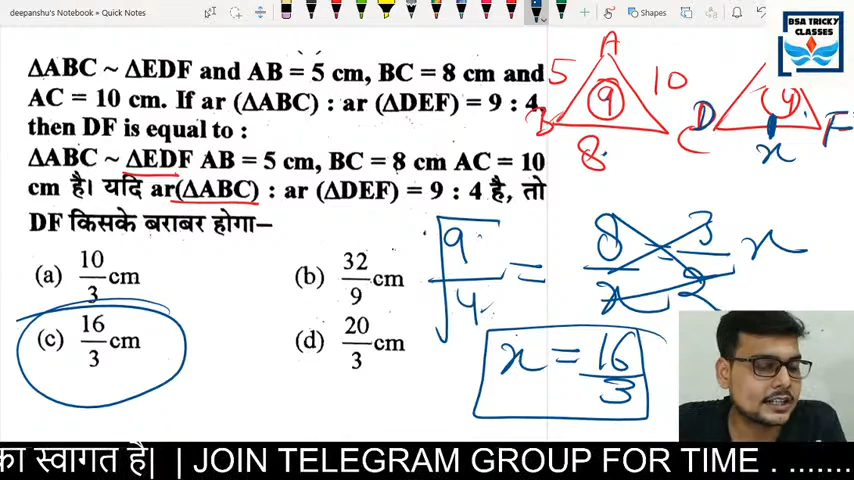 deepanshu's Notebook » Quick Notes
Shapes
BSA TRICKY
CLASSES
ΔABC ~ ΔEDF and AB = 5 cm, BC = 8 cm and
AC = 10 cm. If ar (ΔABC) : ar (ΔDEF) = 9 : 4,
then DF is equal to :
ΔABC ~ ΔEDF AB = 5 cm, BC = 8 cm AC = 10
cm है। यदि ar(ΔABC) : ar (ΔDEF) = 9 : 4 है, तो
DF किसके बराबर होगा–
(a) 10/3 cm
(b) 32/9 cm
(c) 16/3 cm
(d) 20/3 cm
A
5
10
9
B
8
C
4
D
F
x
√9/4 = 8/x = 3/2 x
x = 16/3
का स्वागत है| | JOIN TELEGRAM GROUP FOR TIME . .......